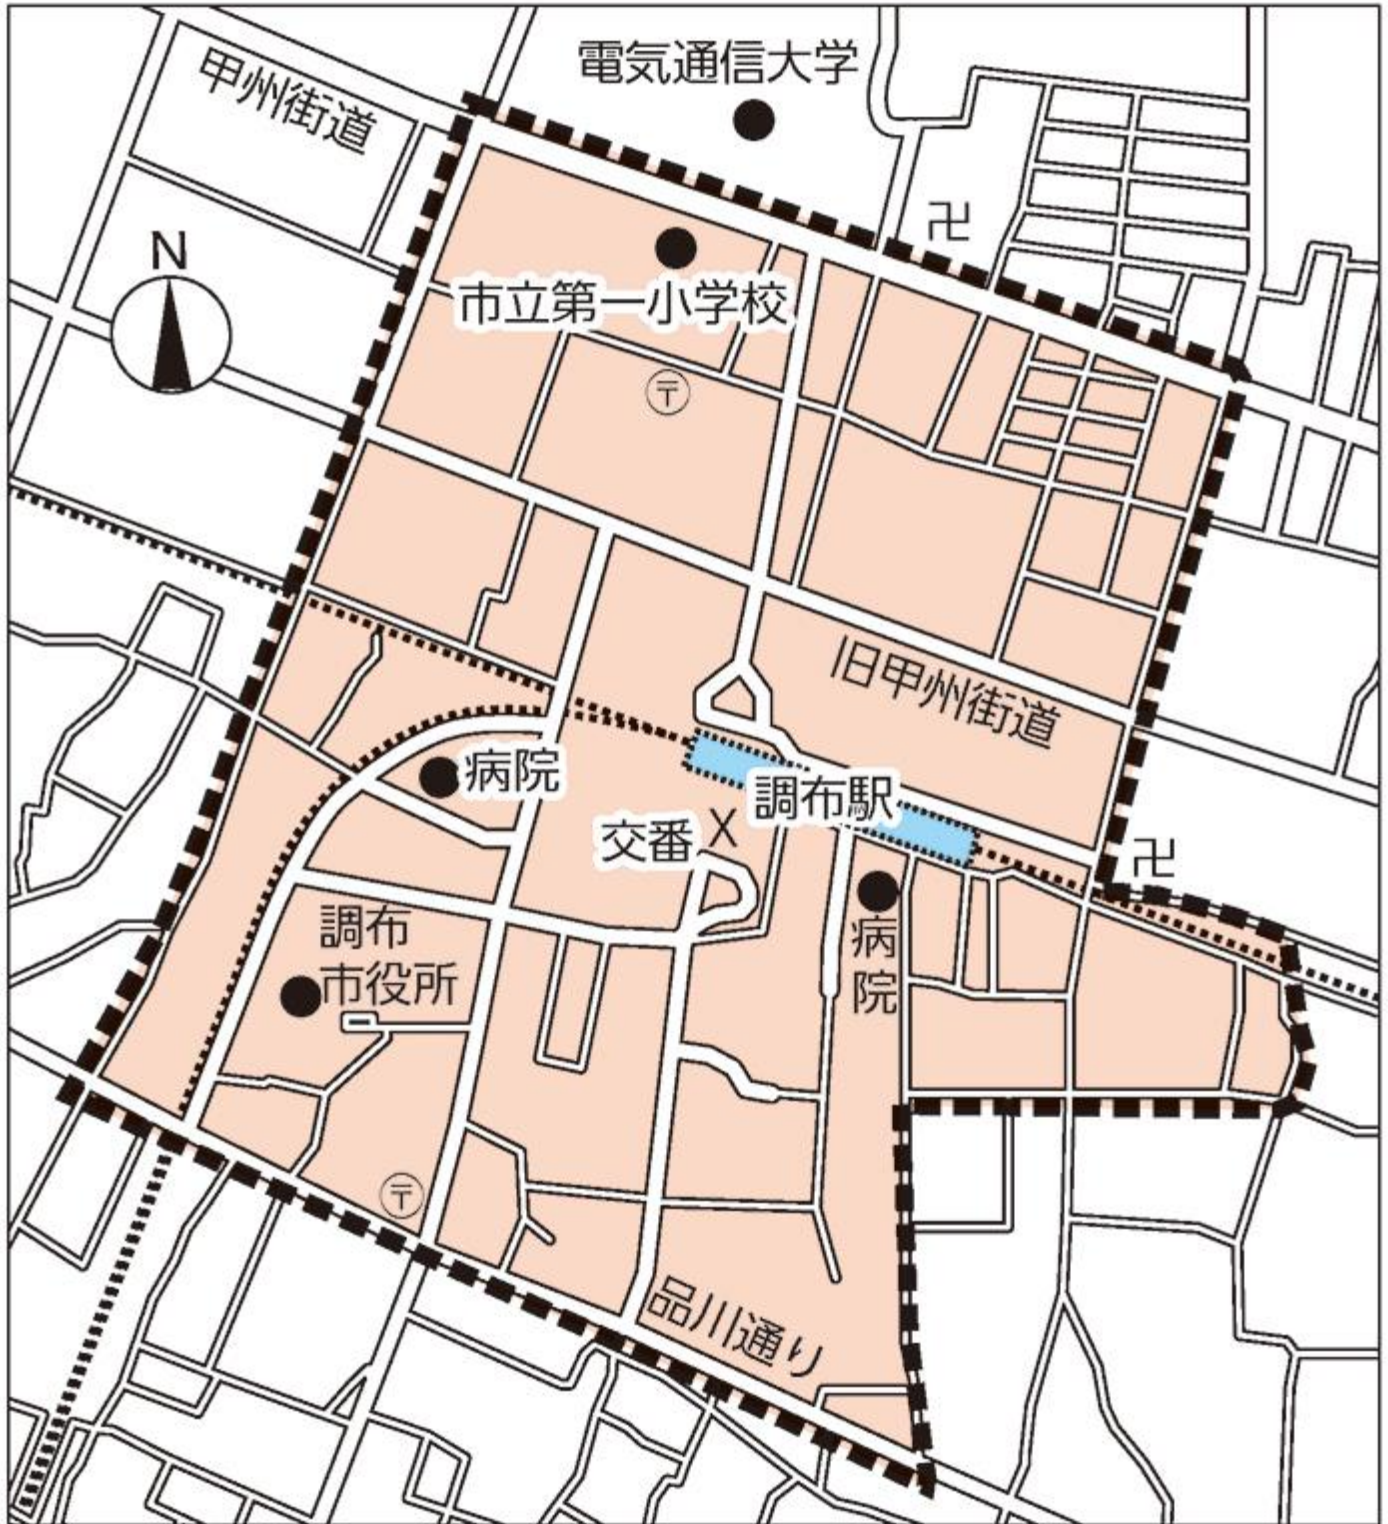 電気通信大学
甲州街道
卍
N
市立第一小学校
〒
旧甲州街道
病院
調布駅
交番
X
卍
調布
市役所
病
院
〒
品川通り